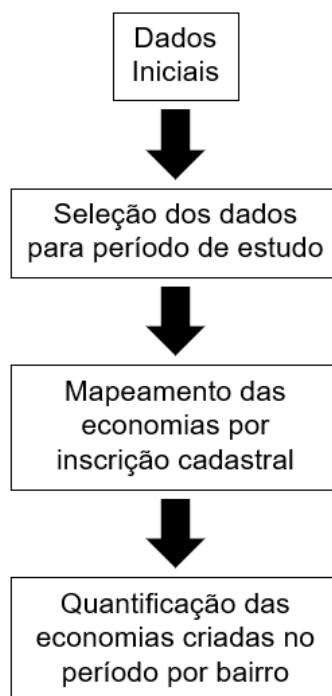 Dados
Iniciais
Seleção dos dados
para período de estudo
Mapeamento das
economias por
inscrição cadastral
Quantificação das
economias criadas no
período por bairro